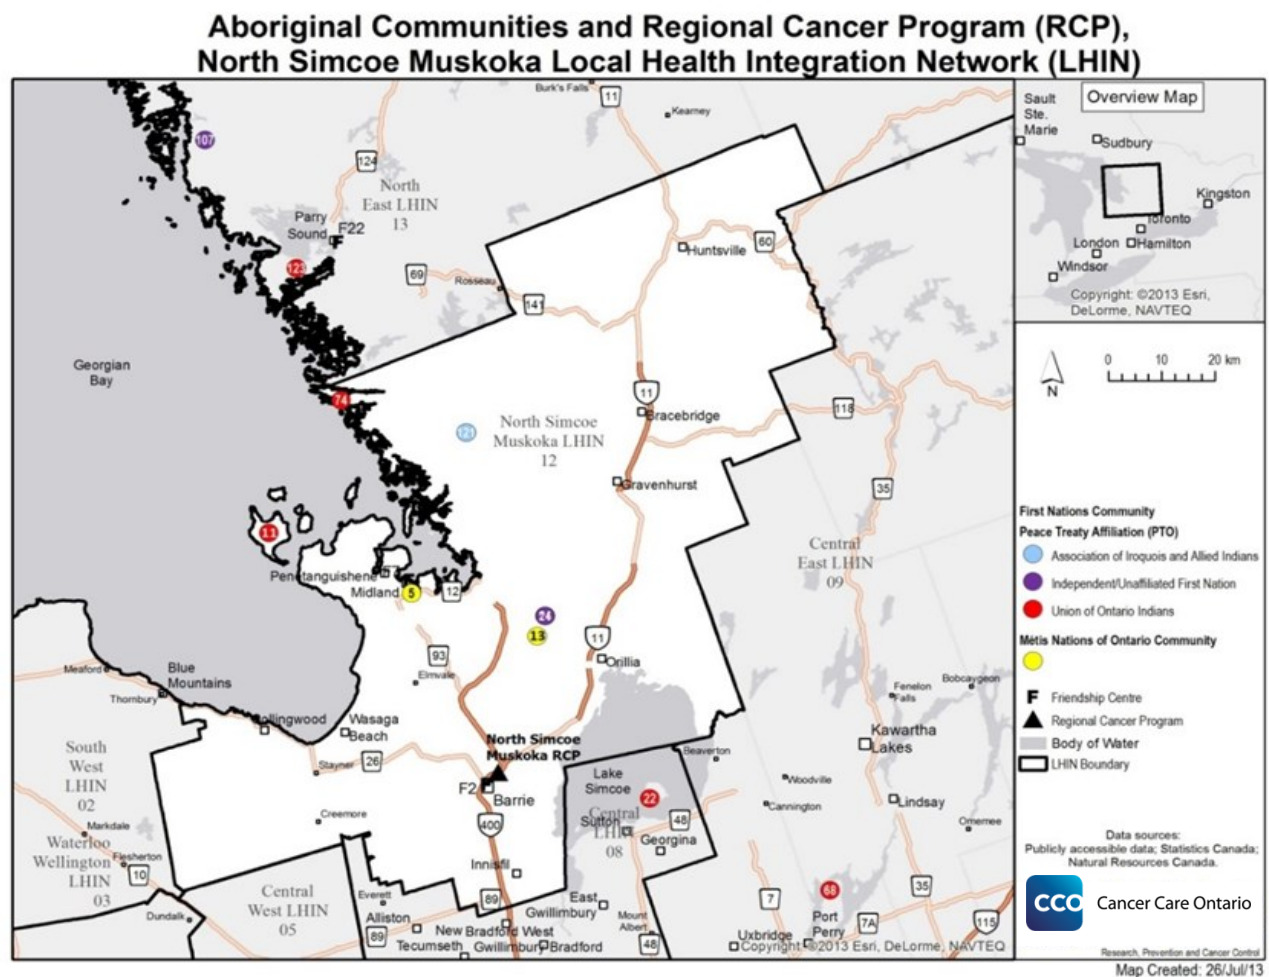 Aboriginal Communities and Regional Cancer Program (RCP),
North Simcoe Muskoka Local Health Integration Network (LHIN)
Burk's Falls
11
Kearney
107
124
North
East LHIN
13
Parry
Sound
F22
F
123
69
Rosseau
141
Huntsville
60
Georgian
Bay
74
121
North Simcoe
Muskoka LHIN
12
11
Bracebridge
118
Gravenhurst
35
11
Central
East LHIN
09
Penetanguishene
Midland
5
12
24
13
11
Orillia
93
Elmvale
Meaford
Blue
Mountains
Thornbury
Collingwood
Wasaga
Beach
Stayner
26
North Simcoe
Muskoka RCP
F2
Barrie
Creemore
400
Innisfil
South
West
LHIN
02
Markdale
Waterloo
Wellington
LHIN
03
Flesherton
10
Dundalk
Central
West LHIN
05
Everett
Alliston
89
New
Tecumseth
Bradford West
Gwillimbury
Bradford
89
East
Gwillimbury
Mount
Albert
48
Lake
Simcoe
22
Central
LHIN
08
Sutton
48
Georgina
Beaverton
Fenelon
Falls
Bobcaygeon
Kawartha
Lakes
Woodville
Cannington
Lindsay
Omemee
68
7
Port
Perry
7A
35
115
Uxbridge
Copyright: ©2013 Esri, DeLorme, NAVTEQ
Overview Map
Sault
Ste.
Marie
Sudbury
Kingston
Toronto
London
Hamilton
Windsor
Copyright: ©2013 Esri,
DeLorme, NAVTEQ
N
0 10 20 km
First Nations Community
Peace Treaty Affiliation (PTO)
Association of Iroquois and Allied Indians
Independent/Unaffiliated First Nation
Union of Ontario Indians
Métis Nations of Ontario Community
F Friendship Centre
Regional Cancer Program
Body of Water
LHIN Boundary
Data sources:
Publicly accessible data; Statistics Canada;
Natural Resources Canada.
CCO Cancer Care Ontario
Research, Prevention and Cancer Control
Map Created: 26/Jul/13